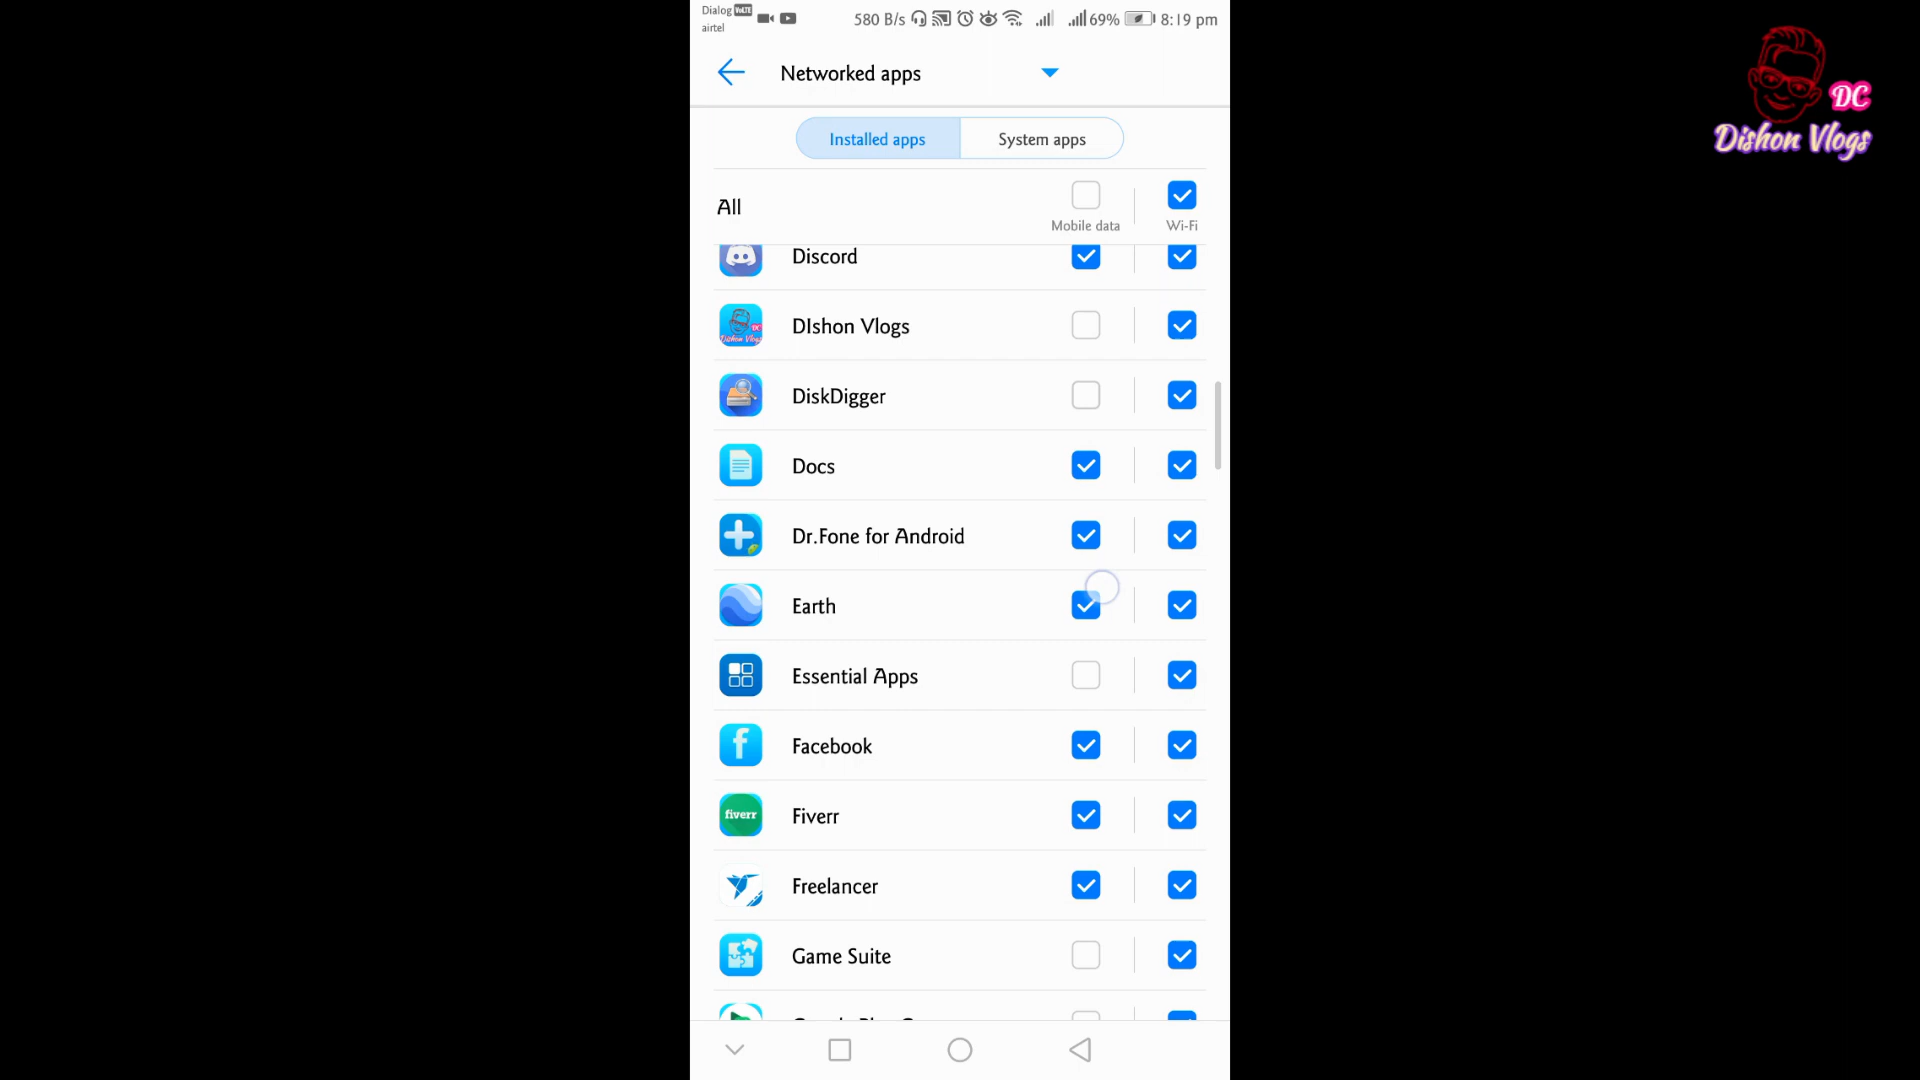 Dialog VoLTE
airtel
580 B/s 69% 8:19 pm
Networked apps
Installed apps System apps
All
Mobile data Wi-Fi
Discord
DIshon Vlogs
DiskDigger
Docs
Dr.Fone for Android
Earth
Essential Apps
Facebook
fiverr Fiverr
Freelancer
Game Suite
DC
Dishon Vlogs